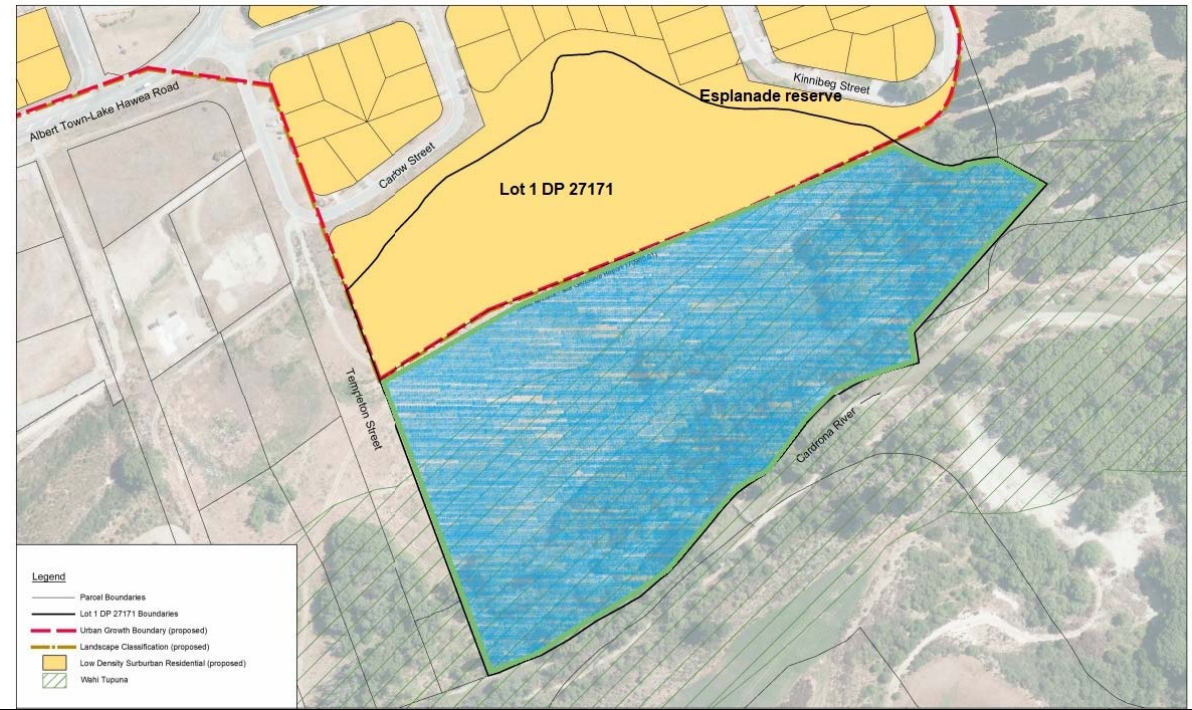 Kinnibeg Street
Esplanade reserve
Albert Town-Lake Hawea Road
Carlow Street
Lot 1 DP 27171
Templeton Street
Cardrona River
Legend
Parcel Boundaries
Lot 1 DP 27171 Boundaries
Urban Growth Boundary (proposed)
Landscape Classification (proposed)
Low Density Surburban Residential (proposed)
Wahi Tupuna